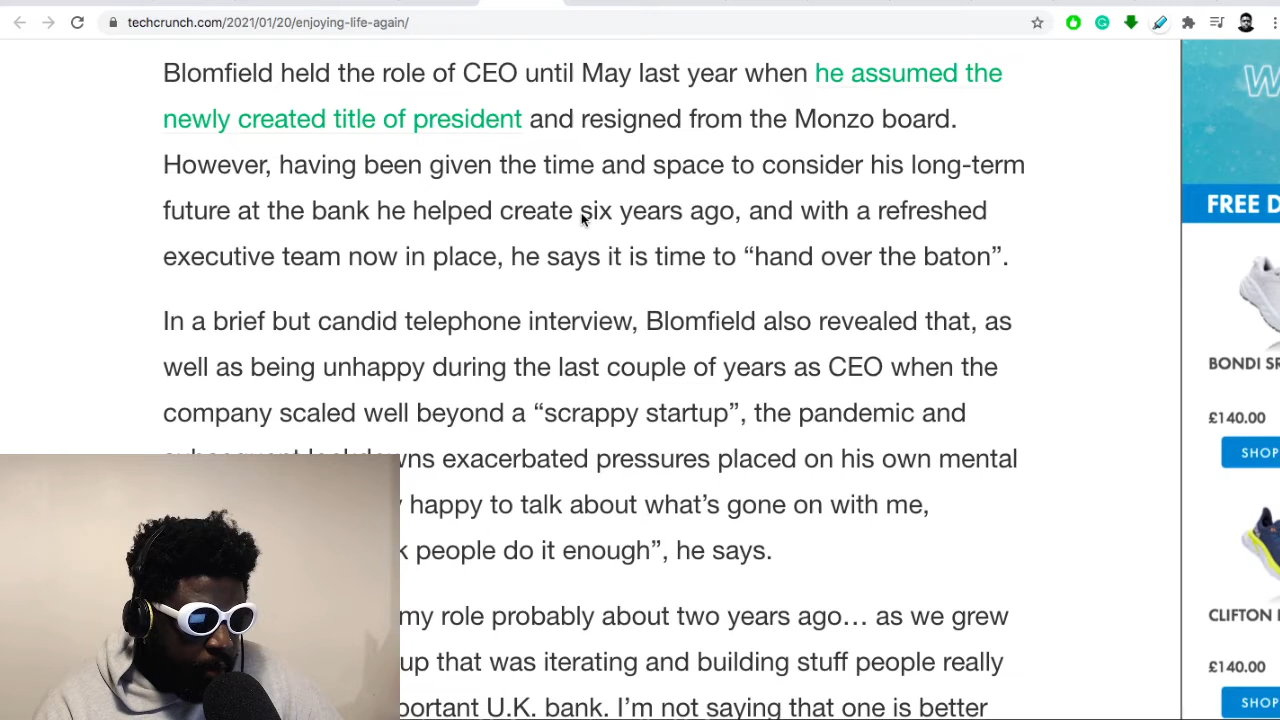 techcrunch.com/2021/01/20/enjoying-life-again/
Blomfield held the role of CEO until May last year when he assumed the
newly created title of president and resigned from the Monzo board.
However, having been given the time and space to consider his long-term
future at the bank he helped create six years ago, and with a refreshed
executive team now in place, he says it is time to “hand over the baton”.
In a brief but candid telephone interview, Blomfield also revealed that, as
well as being unhappy during the last couple of years as CEO when the
company scaled well beyond a “scrappy startup”, the pandemic and
subsequent lockdowns exacerbated pressures placed on his own mental
happy to talk about what’s gone on with me,
people do it enough”, he says.
my role probably about two years ago… as we grew
up that was iterating and building stuff people really
U.K. bank. I’m not saying that one is better
FREE
BONDI
£140.00
SHOP
CLIFTON
£140.00
SHOP